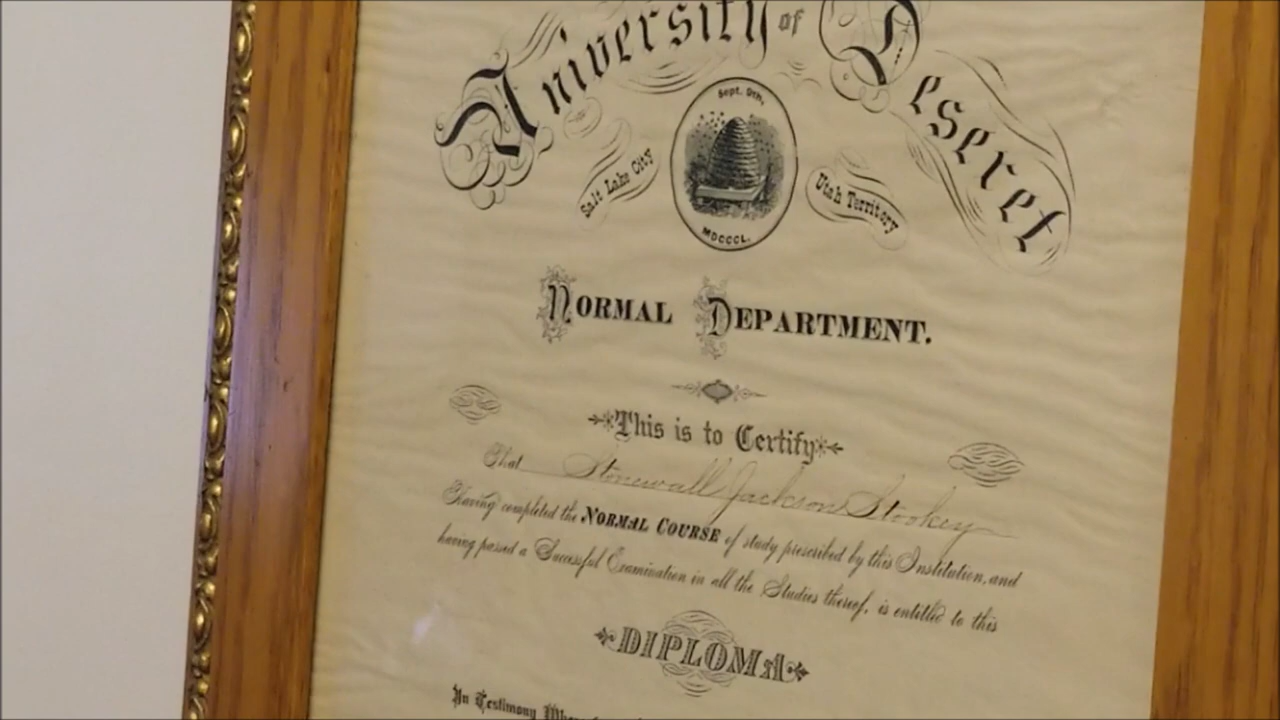 University of Deseret
Sept. 9th,
Salt Lake City
Utah Territory
MDCCCL.
NORMAL DEPARTMENT.
This is to Certify
That Stonewall Jackson Stookey
Having completed the NORMAL COURSE of study prescribed by this Institution, and
having passed a Successful Examination in all the Studies thereof, is entitled to this
DIPLOMA
In Testimony